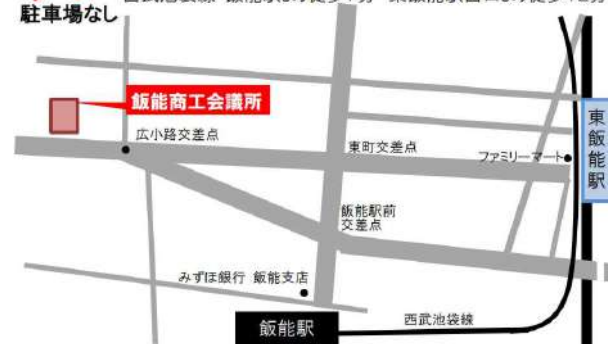 駐車場なし
飯能商工会議所
広小路交差点
東町交差点
ファミリーマート
東飯能駅
飯能駅前
交差点
みずほ銀行 飯能支店
飯能駅
西武池袋線